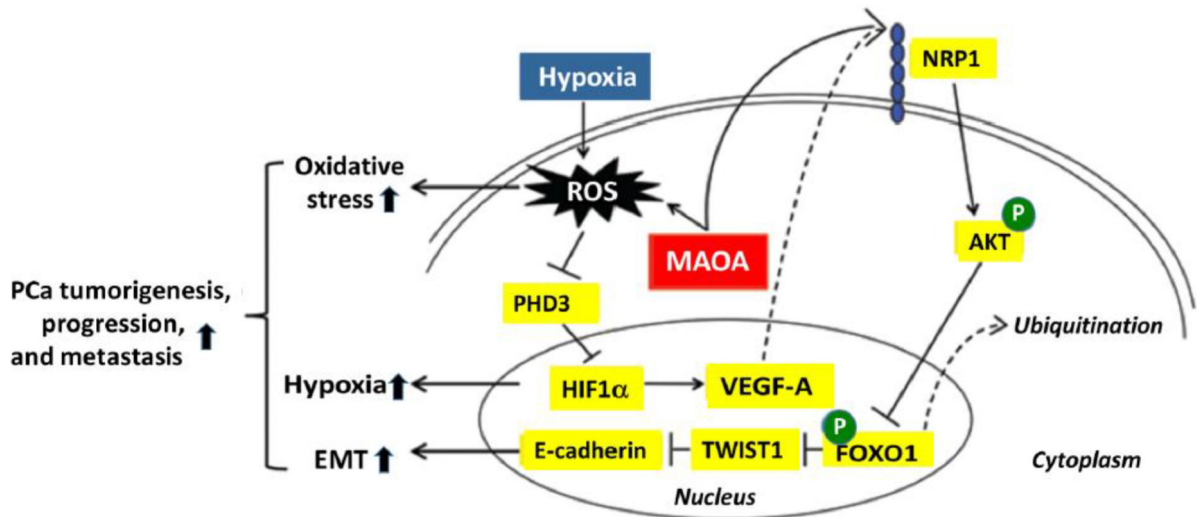 NRP1
Hypoxia
Oxidative
stress
ROS
P
AKT
MAOA
PCa tumorigenesis,
progression,
and metastasis
PHD3
Ubiquitination
Hypoxia
HIF1α
VEGF-A
P
EMT
E-cadherin
TWIST1
FOXO1
Cytoplasm
Nucleus